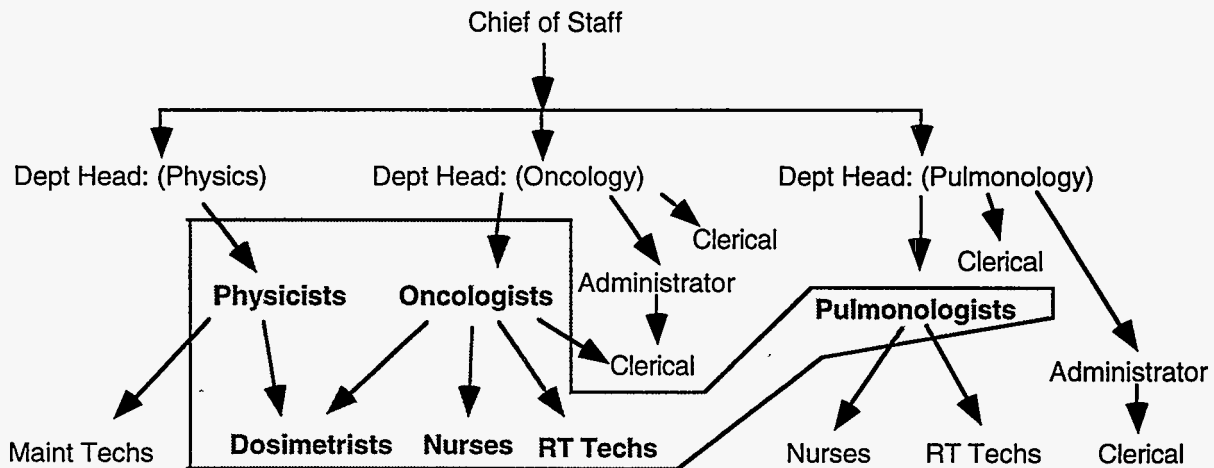 Chief of Staff
Dept Head: (Physics)
Dept Head: (Oncology)
Dept Head: (Pulmonology)
Clerical
Clerical
Administrator
Physicists
Oncologists
Pulmonologists
Clerical
Administrator
Maint Techs
Dosimetrists
Nurses
RT Techs
Nurses
RT Techs
Clerical